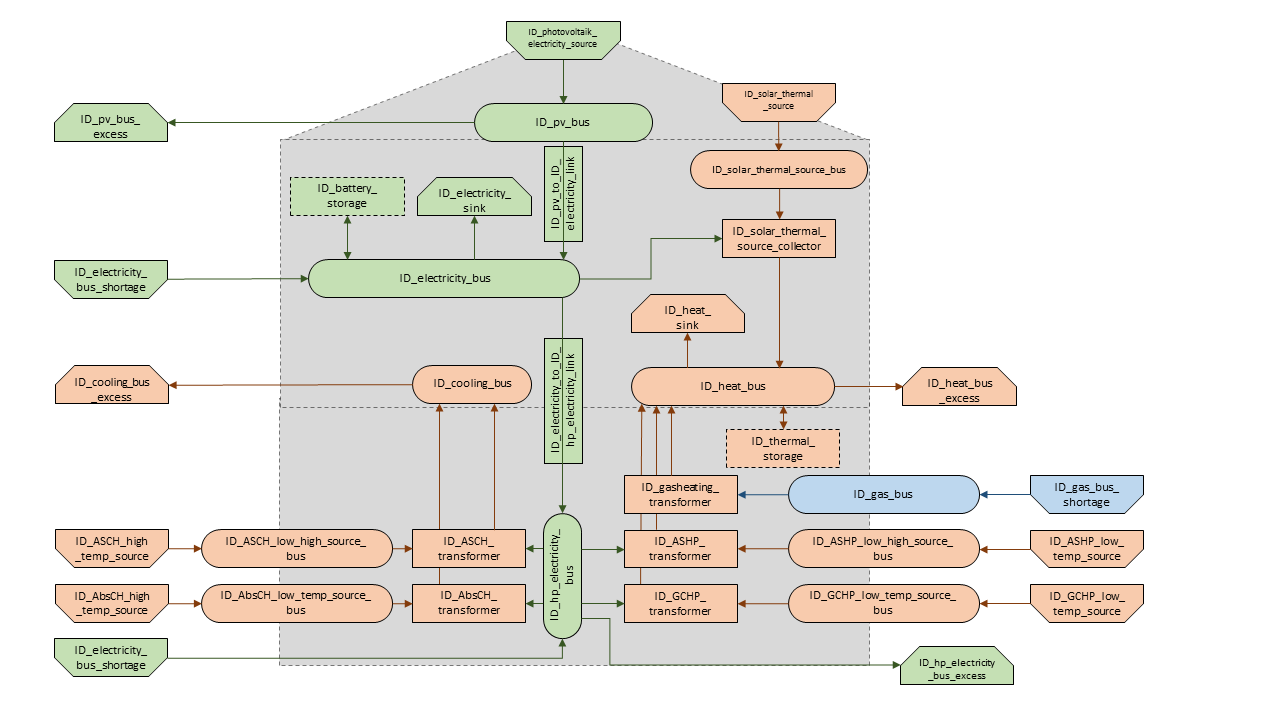 ID_photovoltaik_
electricity_source
ID_solar_thermal
_source
ID_pv_bus_
excess
ID_pv_bus
ID_solar_thermal_source_bus
ID_pv_to_ID_
electricity_link
ID_battery_
storage
ID_electricity_
sink
ID_solar_thermal_
source_collector
ID_electricity_
bus_shortage
ID_electricity_bus
ID_heat_
sink
ID_electricity_to_ID_
hp_electricity_link
ID_cooling_bus
_excess
ID_cooling_bus
ID_heat_bus
ID_heat_bus
_excess
ID_thermal_
storage
ID_gasheating_
transformer
ID_gas_bus
ID_gas_bus_
shortage
ID_ASCH_high
_temp_source
ID_ASCH_low_high_source_
bus
ID_ASCH_
transformer
ID_hp_electricity_
bus
ID_ASHP_
transformer
ID_ASHP_low_high_source_
bus
ID_ASHP_low_
temp_source
ID_AbsCH_high
_temp_source
ID_AbsCH_low_temp_source_
bus
ID_AbsCH_
transformer
ID_GCHP_
transformer
ID_GCHP_low_temp_source_
bus
ID_GCHP_low_
temp_source
ID_electricity_
bus_shortage
ID_hp_electricity
_bus_excess